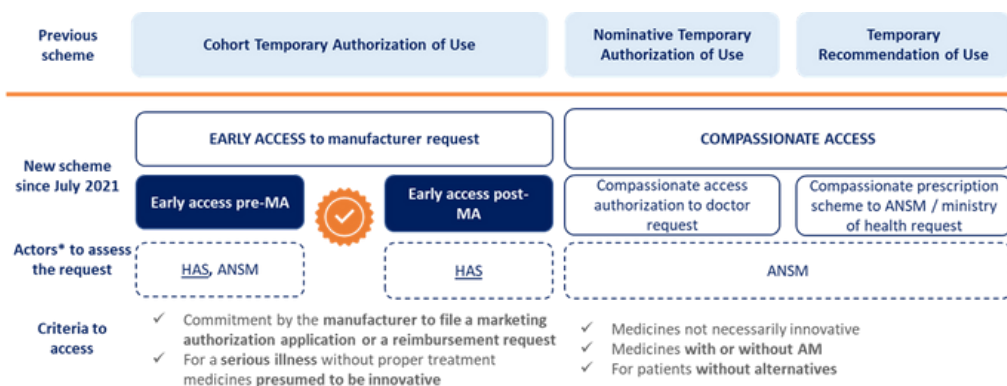 Previous
scheme
Cohort Temporary Authorization of Use
Nominative Temporary
Authorization of Use
Temporary
Recommendation of Use
New scheme
since July 2021
EARLY ACCESS to manufacturer request
COMPASSIONATE ACCESS
Early access pre-MA
Early access post-
MA
Compassionate access
authorization to doctor
request
Compassionate prescription
scheme to ANSM / ministry
of health request
Actors* to assess
the request
HAS, ANSM
HAS
ANSM
Criteria to
access
✓ Commitment by the manufacturer to file a marketing
authorization application or a reimbursement request
✓ For a serious illness without proper treatment
medicines presumed to be innovative
✓ Medicines not necessarily innovative
✓ Medicines with or without AM
✓ For patients without alternatives